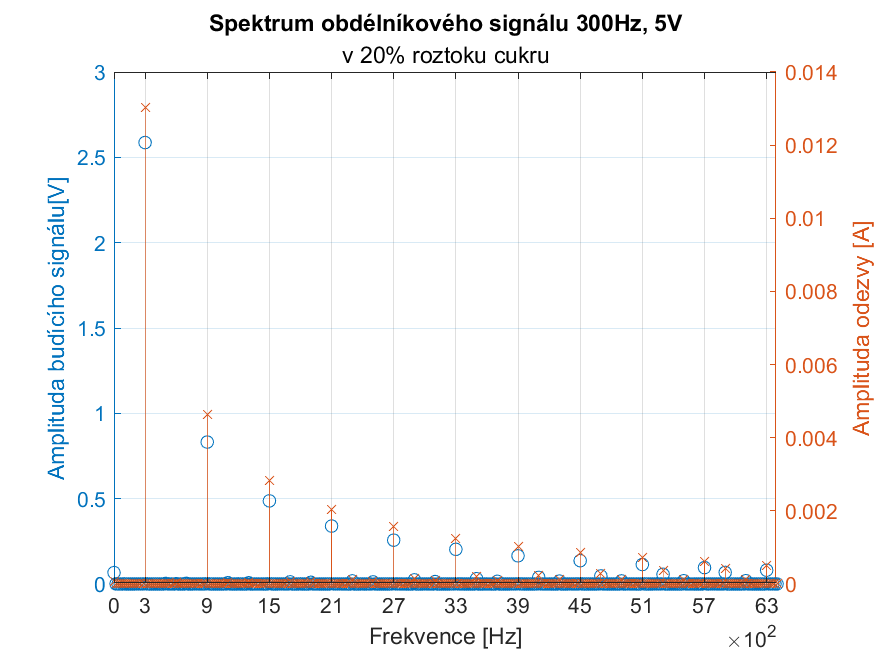 Spektrum obdélníkového signálu 300Hz, 5V
v 20% roztoku cukru
Amplituda budícího signálu[V]
3
2.5
2
1.5
1
0.5
0
0.014
0.012
0.01
0.008
0.006
0.004
0.002
0
Amplituda odezvy [A]
0 3 9 15 21 27 33 39 45 51 57 63
Frekvence [Hz]
×10²